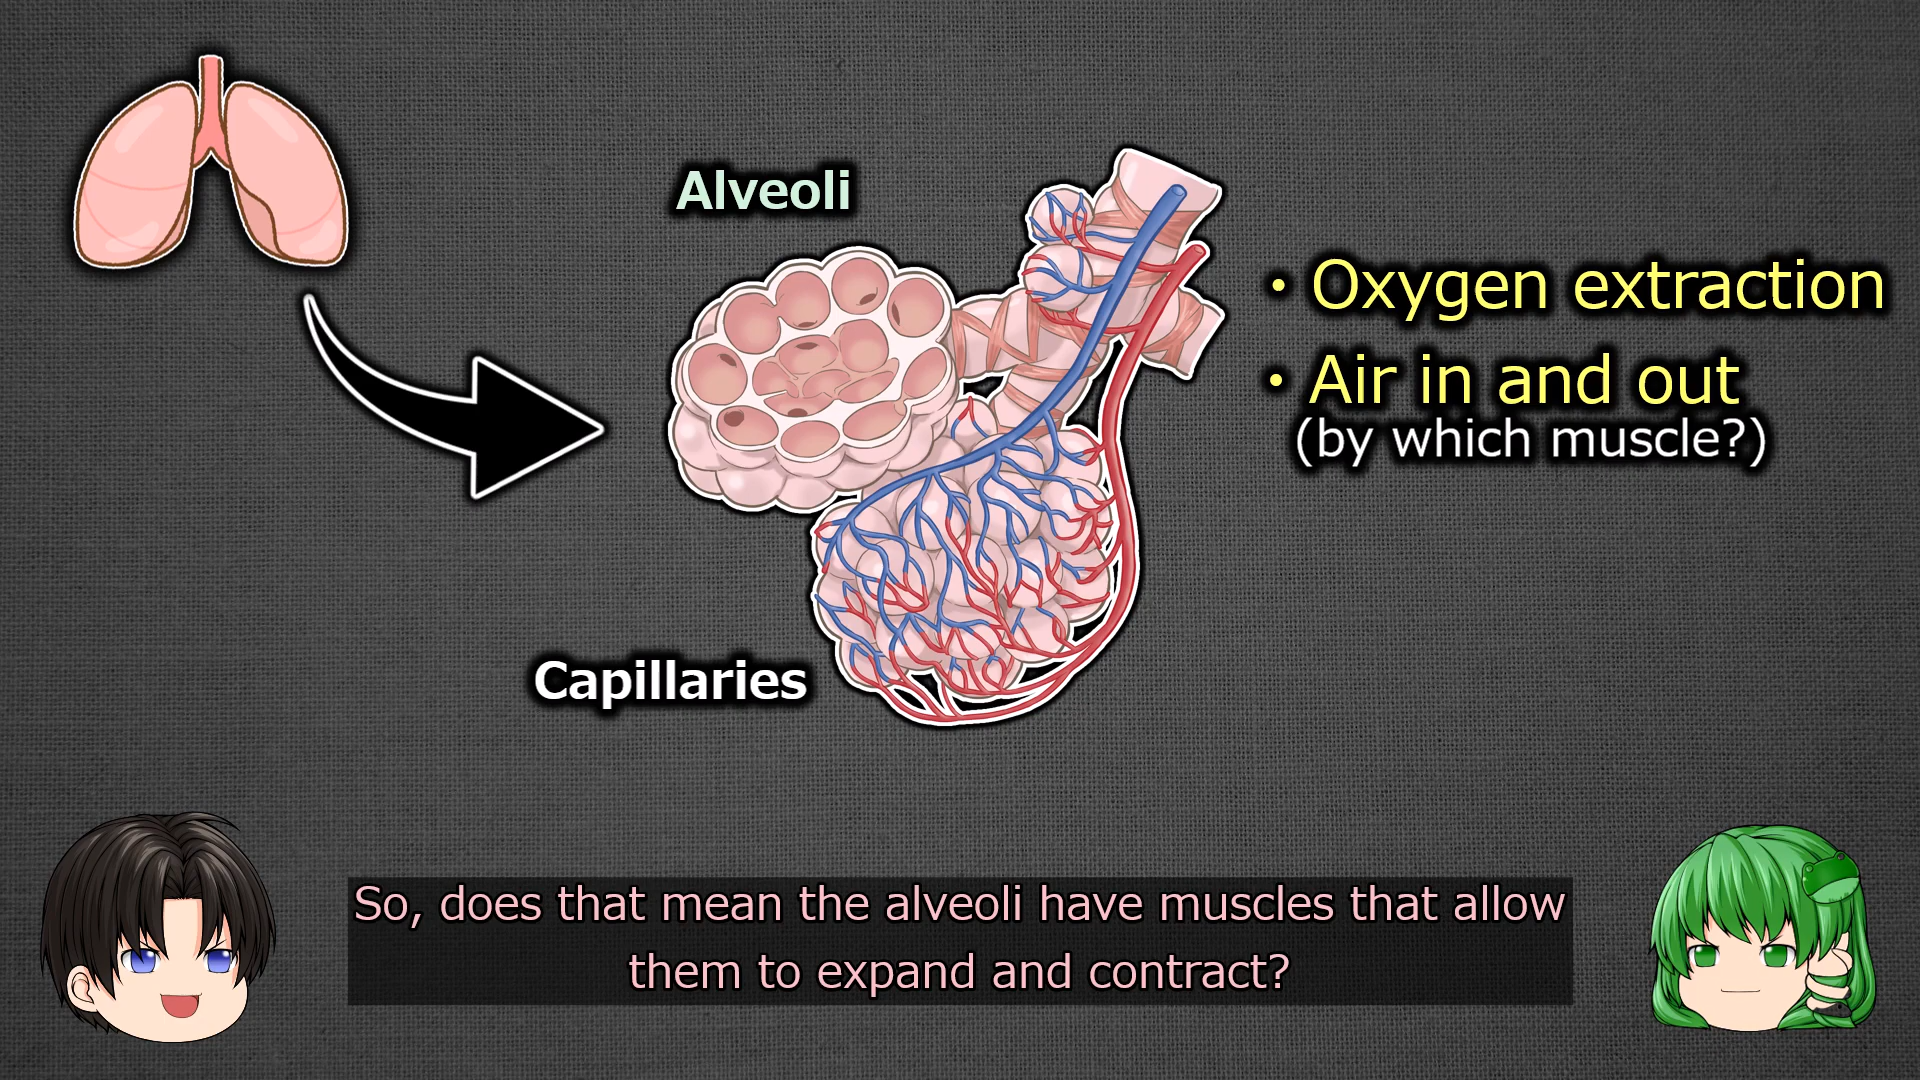 Alveoli
・Oxygen extraction
・Air in and out
(by which muscle?)
Capillaries
So, does that mean the alveoli have muscles that allow
them to expand and contract?